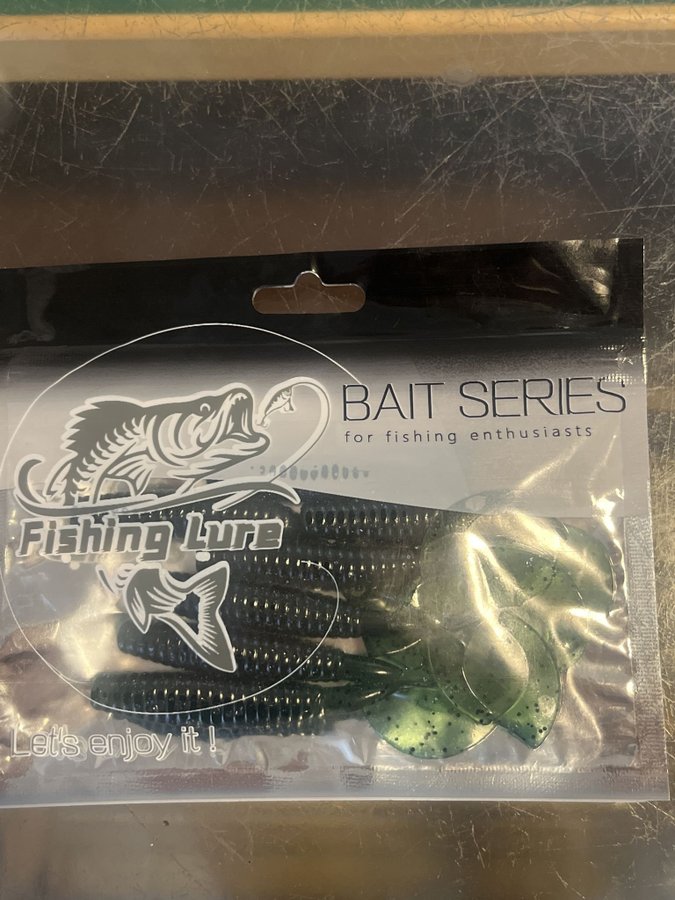 BAIT SERIES
for fishing enthusiasts
Fishing Lure
Let's enjoy it !